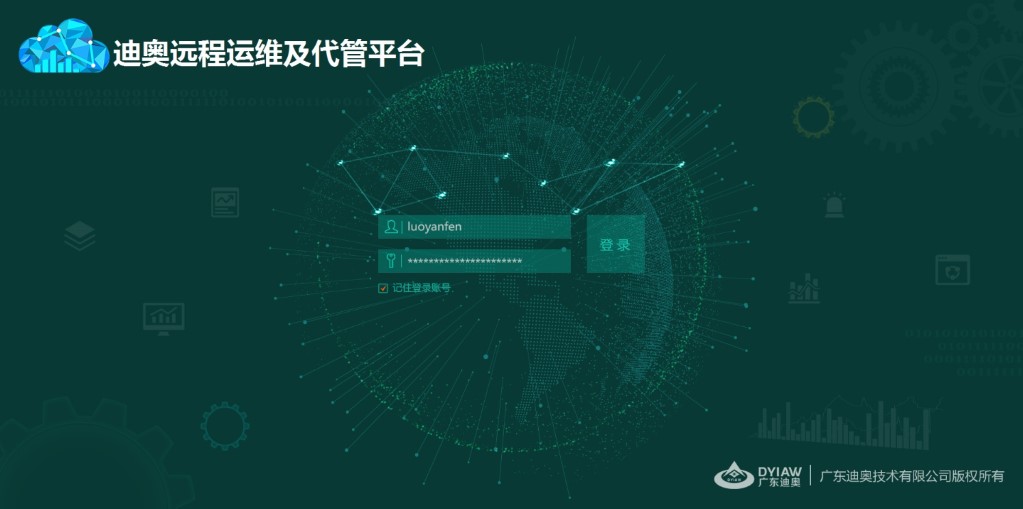 迪奥远程运维及代管平台
luoyanfen
**********************
登 录
记住登录账号
DYIAW
广东迪奥
广东迪奥技术有限公司版权所有